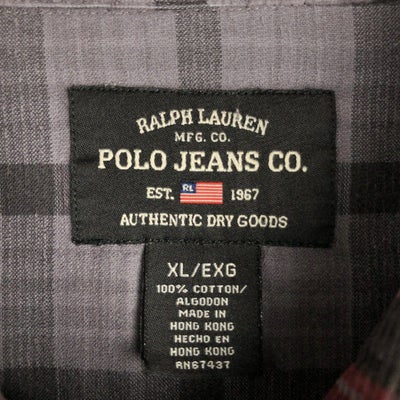 RALPH LAUREN
MFG. CO.
POLO JEANS CO.
EST. RL 1967
AUTHENTIC DRY GOODS
XL/EXG
100% COTTON/
ALGODON
MADE IN
HONG KONG
HECHO EN
HONG KONG
RN67437